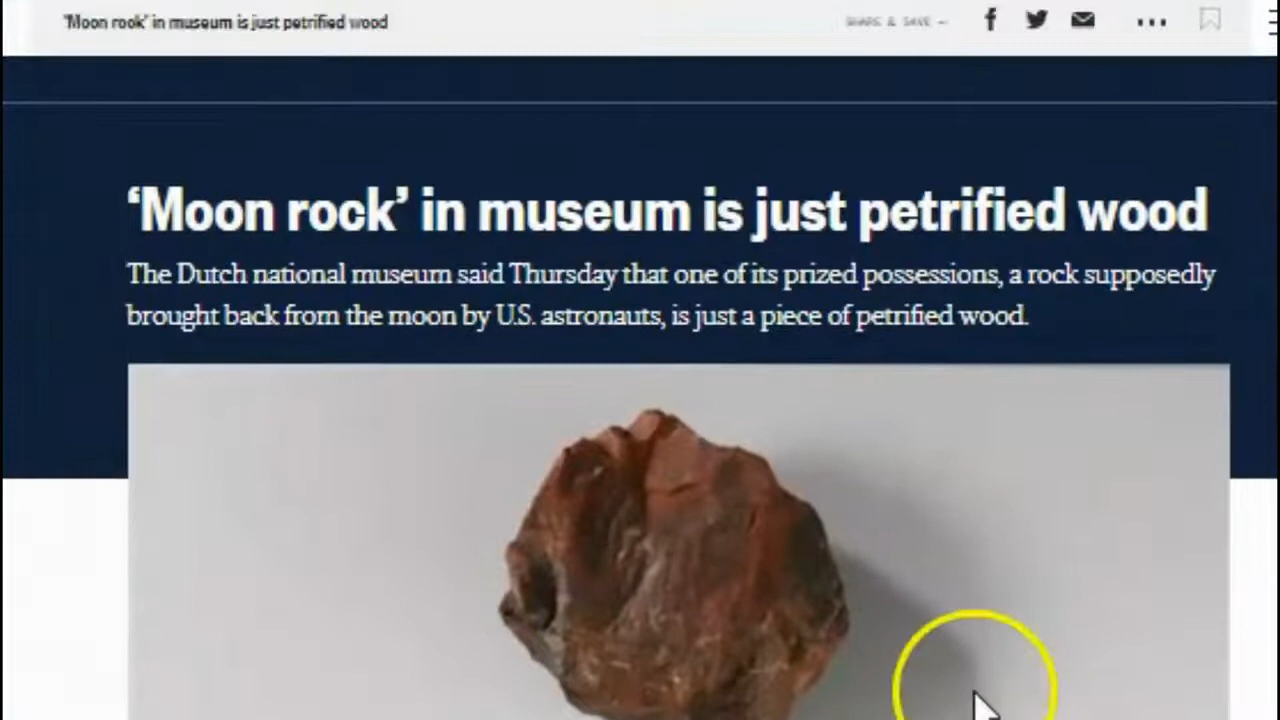 'Moon rock' in museum is just petrified wood
SHARE & SAVE —
‘Moon rock’ in museum is just petrified wood
The Dutch national museum said Thursday that one of its prized possessions, a rock supposedly
brought back from the moon by U.S. astronauts, is just a piece of petrified wood.